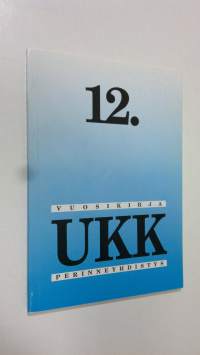 12.
VUOSIKIRJA
UKK
PERINNEYHDISTYS